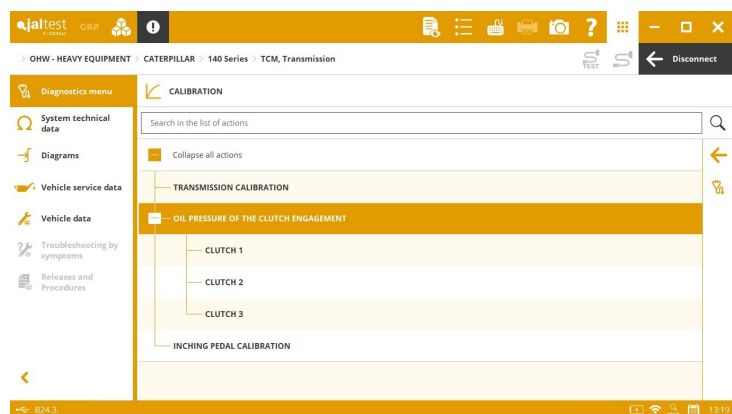 jaltest GRP
> OHW - HEAVY EQUIPMENT > CATERPILLAR > 140 Series > TCM, Transmission
TEST
Disconnect
Diagnostics menu
System technical
data
Diagrams
Vehicle service data
Vehicle data
Troubleshooting by
symptoms
Releases and
Procedures
CALIBRATION
Search in the list of actions
Collapse all actions
TRANSMISSION CALIBRATION
OIL PRESSURE OF THE CLUTCH ENGAGEMENT
CLUTCH 1
CLUTCH 2
CLUTCH 3
INCHING PEDAL CALIBRATION
B24.3.
13:19